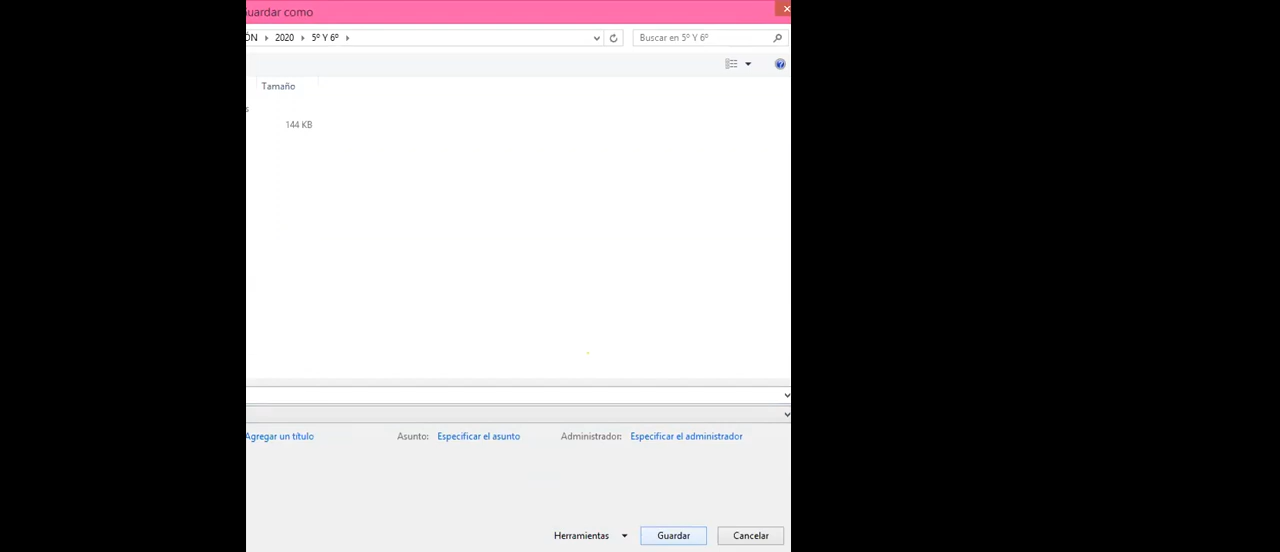 uardar como
ÓN 2020 5º Y 6º Buscar en 5º Y 6º
Tamaño
s
144 KB
Agregar un título Asunto: Especificar el asunto Administrador: Especificar el administrador
Herramientas Guardar Cancelar